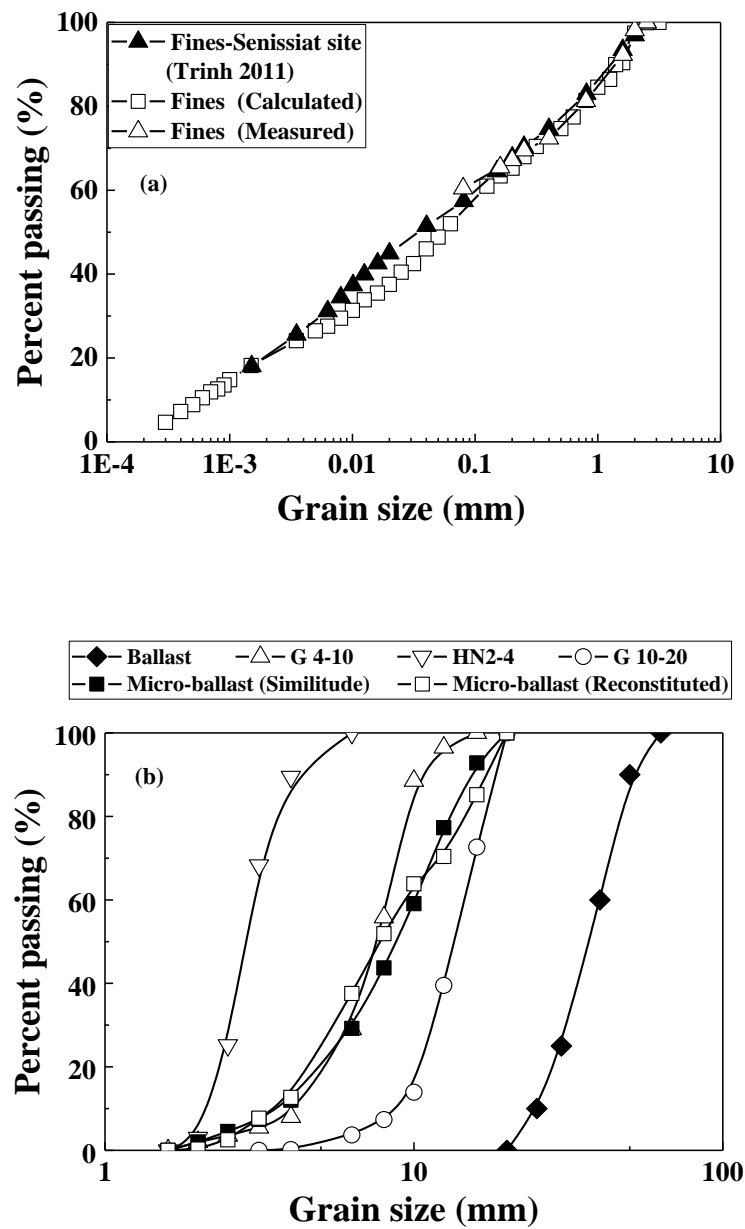 Fines-Senissiat site
(Trinh 2011)
Fines (Calculated)
Fines (Measured)
(a)
Percent passing (%)
100
80
60
40
20
0
1E-4 1E-3 0.01 0.1 1 10
Grain size (mm)
Ballast G 4-10 HN2-4 G 10-20
Micro-ballast (Similitude) Micro-ballast (Reconstituted)
(b)
Percent passing (%)
100
80
60
40
20
0
1 10 100
Grain size (mm)